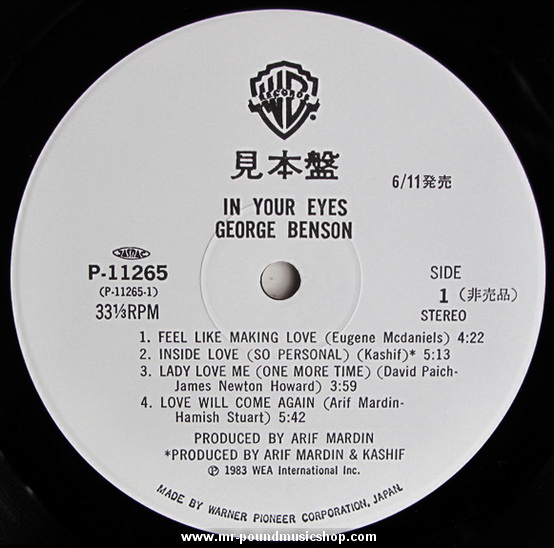 WB
RECORDS
®
見本盤
6/11発売
IN YOUR EYES
GEORGE BENSON
JASRAC
P-11265
(P-11265-1)
33⅓RPM
SIDE
1 (非売品)
STEREO
1. FEEL LIKE MAKING LOVE (Eugene Mcdaniels) 4:22
2. INSIDE LOVE (SO PERSONAL) (Kashif)* 5:13
3. LADY LOVE ME (ONE MORE TIME) (David Paich-
James Newton Howard) 3:59
4. LOVE WILL COME AGAIN (Arif Mardin-
Hamish Stuart) 5:42
PRODUCED BY ARIF MARDIN
*PRODUCED BY ARIF MARDIN & KASHIF
℗ 1983 WEA International Inc.
MADE BY WARNER PIONEER CORPORATION, JAPAN.
www.mr-poundmusicshop.com